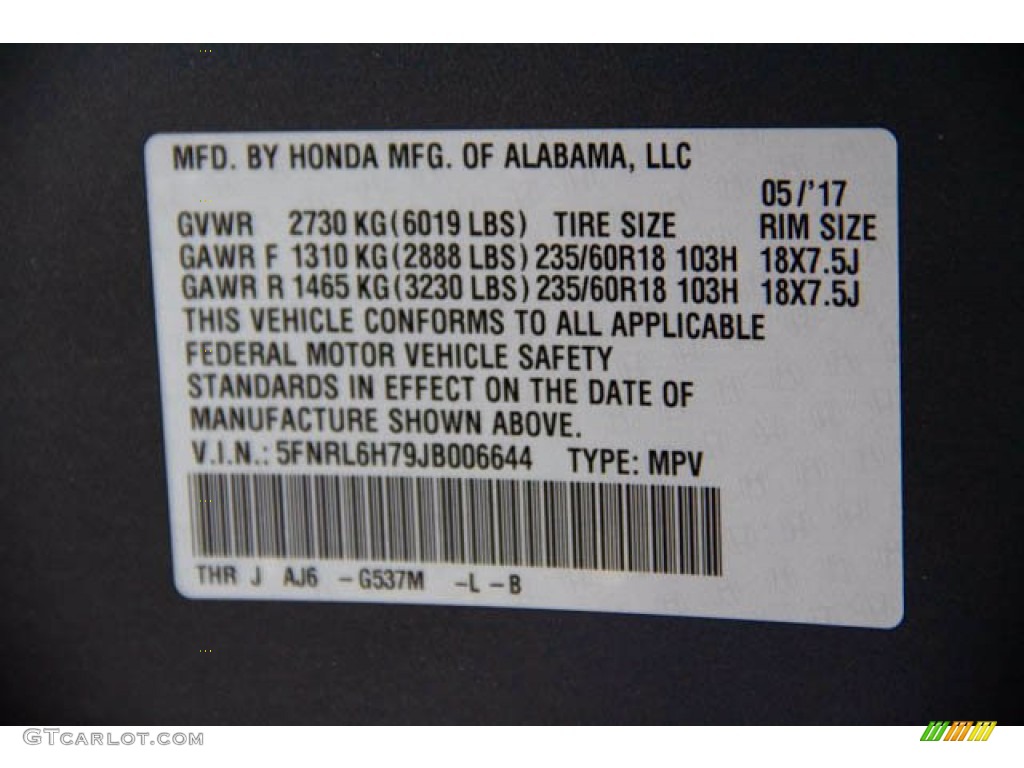 MFD. BY HONDA MFG. OF ALABAMA, LLC
05/'17
GVWR 2730 KG(6019 LBS) TIRE SIZE RIM SIZE
GAWR F 1310 KG(2888 LBS) 235/60R18 103H 18X7.5J
GAWR R 1465 KG(3230 LBS) 235/60R18 103H 18X7.5J
THIS VEHICLE CONFORMS TO ALL APPLICABLE
FEDERAL MOTOR VEHICLE SAFETY
STANDARDS IN EFFECT ON THE DATE OF
MANUFACTURE SHOWN ABOVE.
V.I.N.: 5FNRL6H79JB006644 TYPE: MPV
THR J AJ6 -G537M -L-B
GTCARLOT.COM